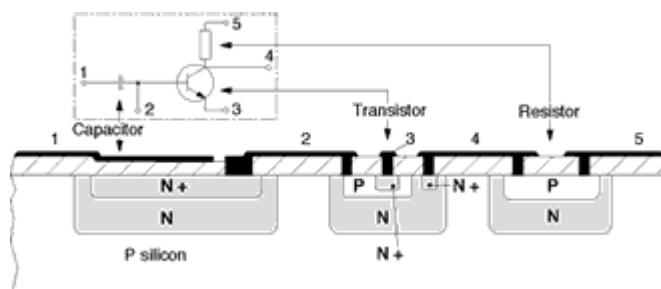 5
4
1
2
3
Capacitor
Transistor
Resistor
1
2
3
4
5
N +
P
N +
P
N
N
N
P silicon
N +